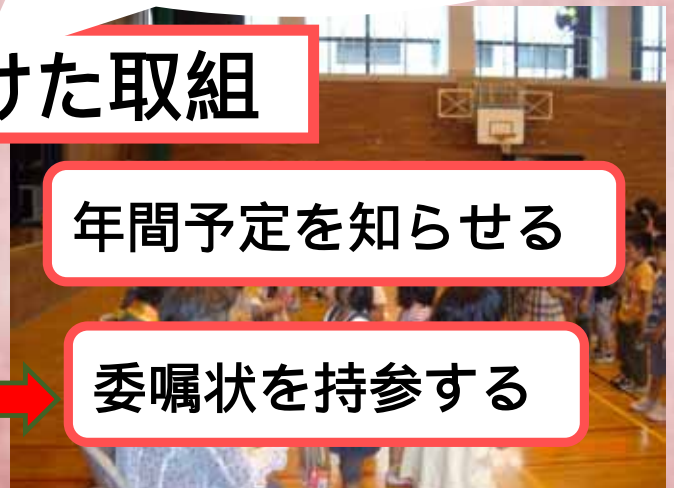 けた取組
年間予定を知らせる
委嘱状を持参する